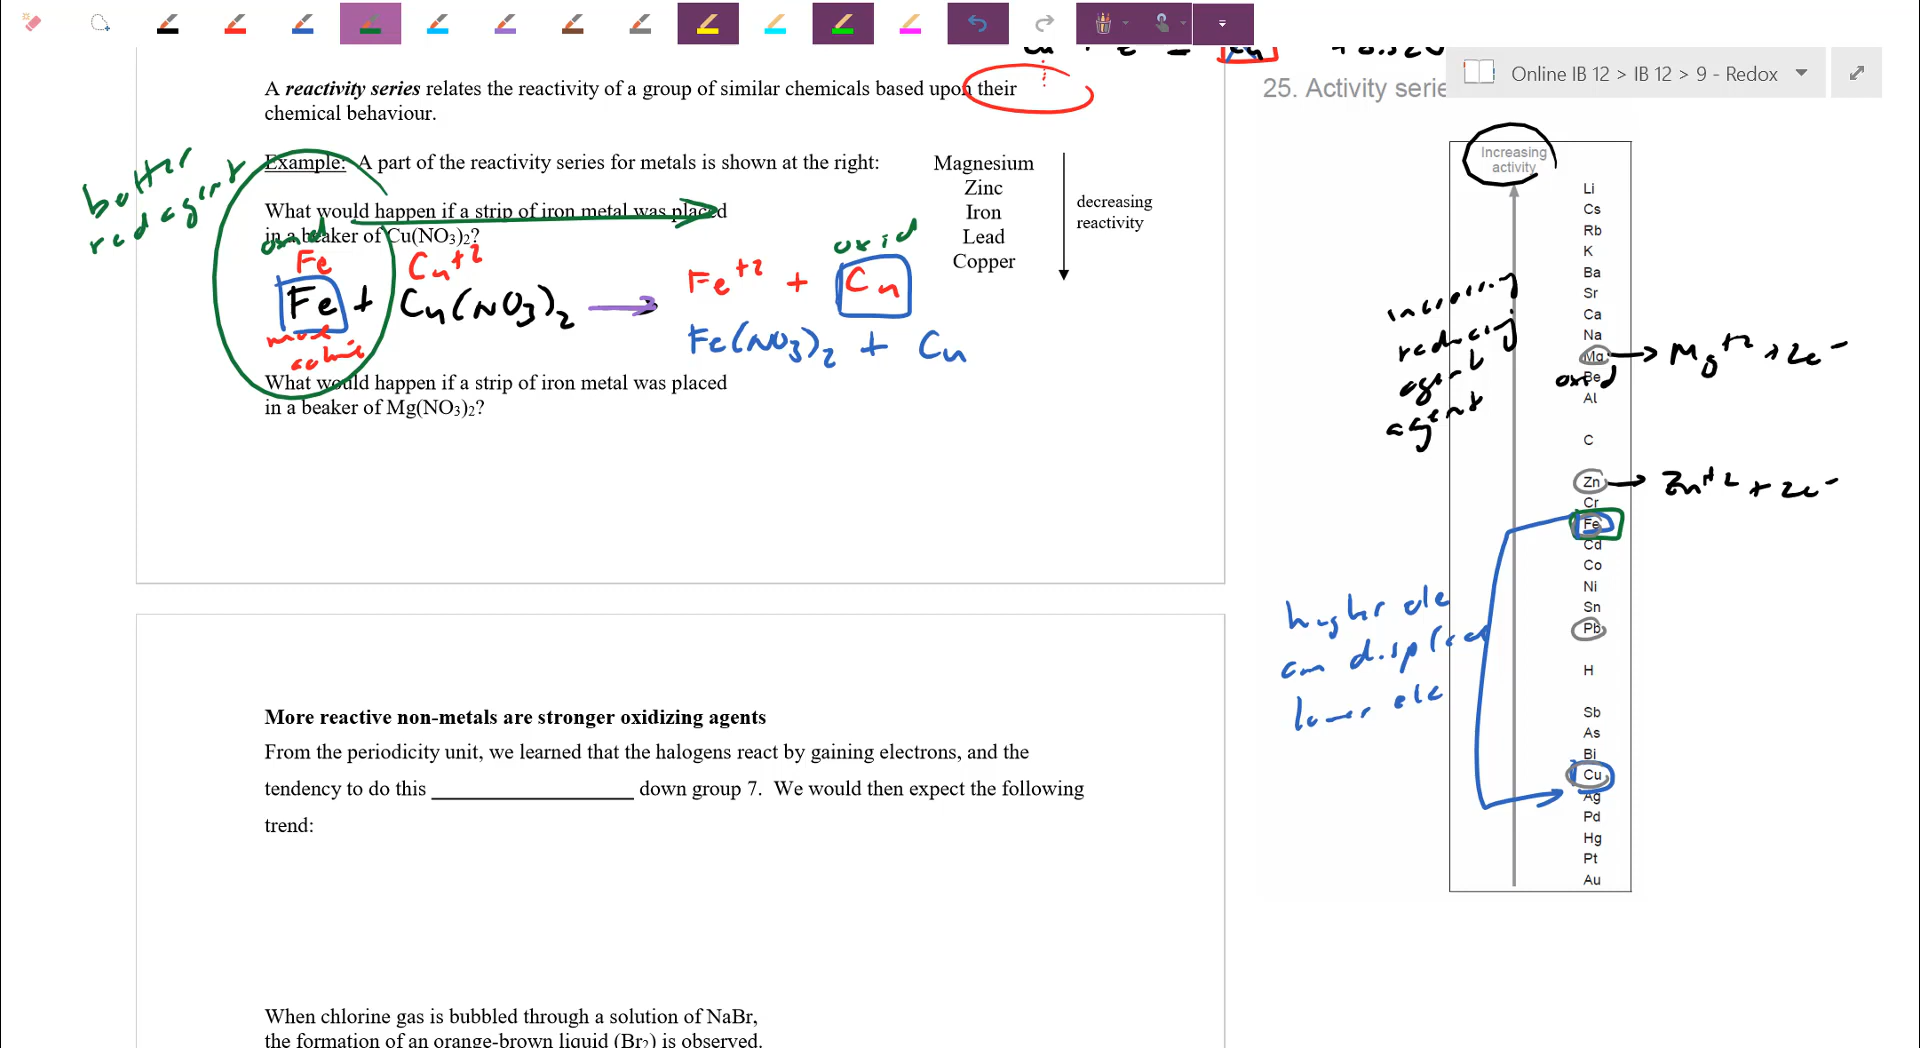 Online IB 12 > IB 12 > 9 - Redox
25. Activity serie
A reactivity series relates the reactivity of a group of similar chemicals based upon their
chemical behaviour.
Example: A part of the reactivity series for metals is shown at the right:
Magnesium
Zinc
Iron
Lead
Copper
decreasing
reactivity
What would happen if a strip of iron metal was placed
in a beaker of Cu(NO3)2?
better
red agent
oxid
Fe
Cu+2
Fe + Cu(NO3)2
more
active
oxid
Fe+2 + Cu
Fe(NO3)2 + Cu
What would happen if a strip of iron metal was placed
in a beaker of Mg(NO3)2?
More reactive non-metals are stronger oxidizing agents
From the periodicity unit, we learned that the halogens react by gaining electrons, and the
tendency to do this ____________________ down group 7. We would then expect the following
trend:
When chlorine gas is bubbled through a solution of NaBr,
the formation of an orange-brown liquid (Br2) is observed.
Increasing
activity
Li
Cs
Rb
K
Ba
Sr
Ca
Na
Mg
Be
Al
C
Zn
Cr
Fe
Cd
Co
Ni
Sn
Pb
H
Sb
As
Bi
Cu
Ag
Pd
Hg
Pt
Au
Mg+2 + 2e-
oxid
Zn+2 + 2e-
increasing
reducing
agent
agent
higher ele
can displace
lower ele